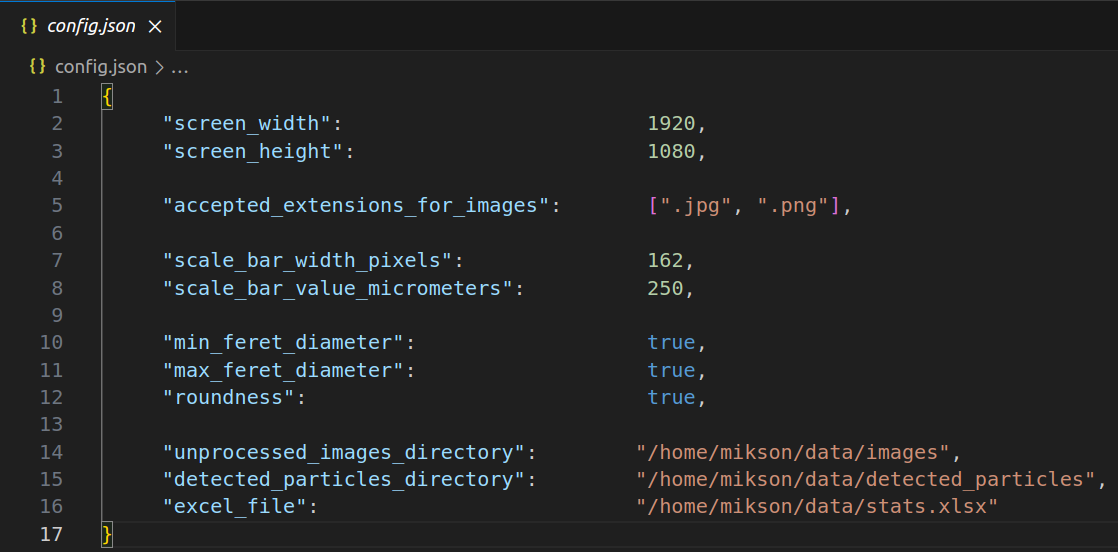 {} config.json ×
{} config.json > ...
1 {
2 "screen_width": 1920,
3 "screen_height": 1080,
4
5 "accepted_extensions_for_images": [".jpg", ".png"],
6
7 "scale_bar_width_pixels": 162,
8 "scale_bar_value_micrometers": 250,
9
10 "min_feret_diameter": true,
11 "max_feret_diameter": true,
12 "roundness": true,
13
14 "unprocessed_images_directory": "/home/mikson/data/images",
15 "detected_particles_directory": "/home/mikson/data/detected_particles",
16 "excel_file": "/home/mikson/data/stats.xlsx"
17 }